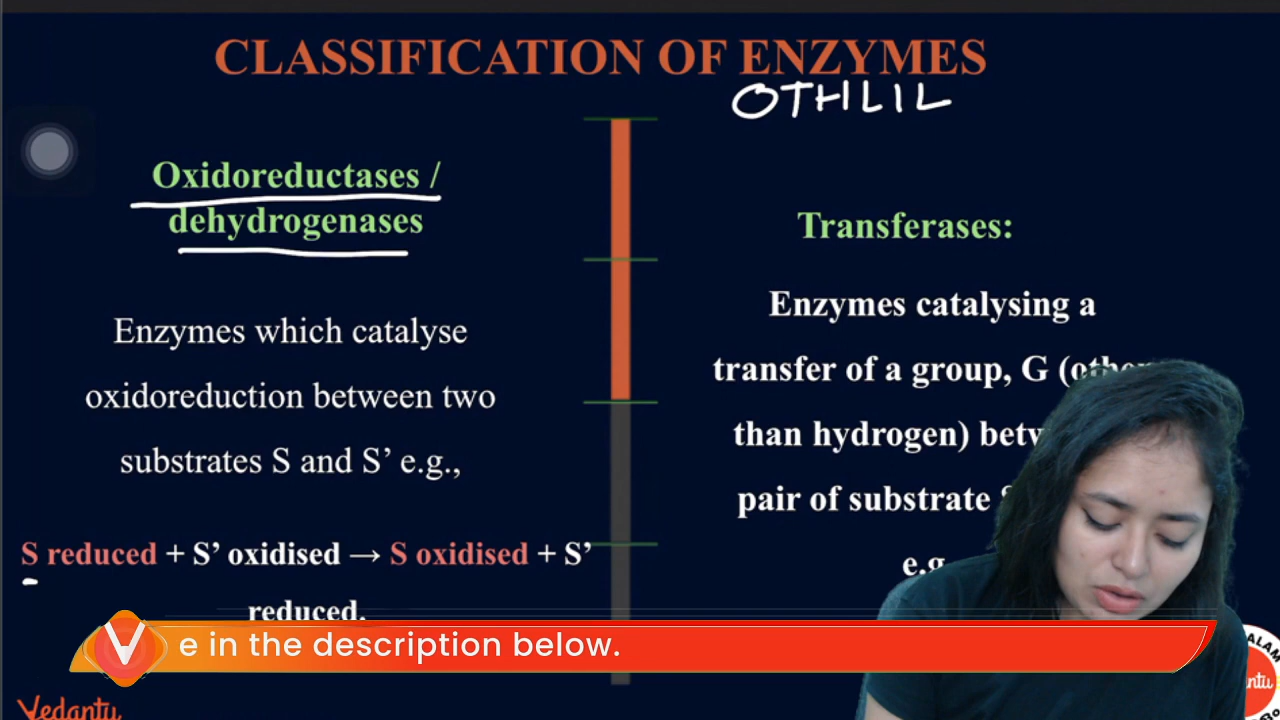 CLASSIFICATION OF ENZYMES
OTHLIL
Oxidoreductases /
dehydrogenases
Enzymes which catalyse
oxidoreduction between two
substrates S and S’ e.g.,
S reduced + S’ oxidised → S oxidised + S’
reduced.
Transferases:
Enzymes catalysing a
transfer of a group, G (other
than hydrogen)
pair of substrate
e.g
V e in the description below.
Vedantu